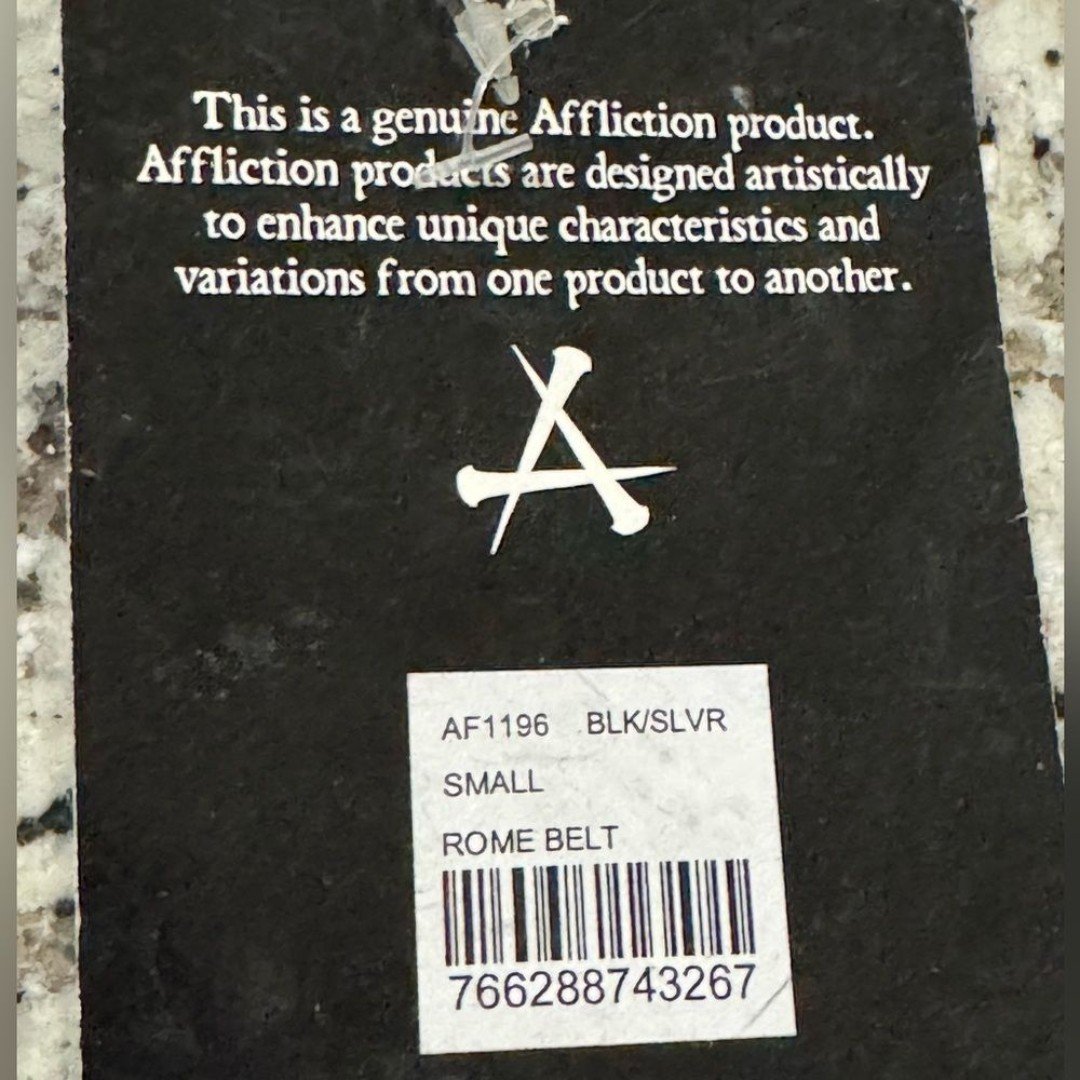 This is a genuine Affliction product.
Affliction products are designed artistically
to enhance unique characteristics and
variations from one product to another.
AF1196 BLK/SLVR
SMALL
ROME BELT
766288743267